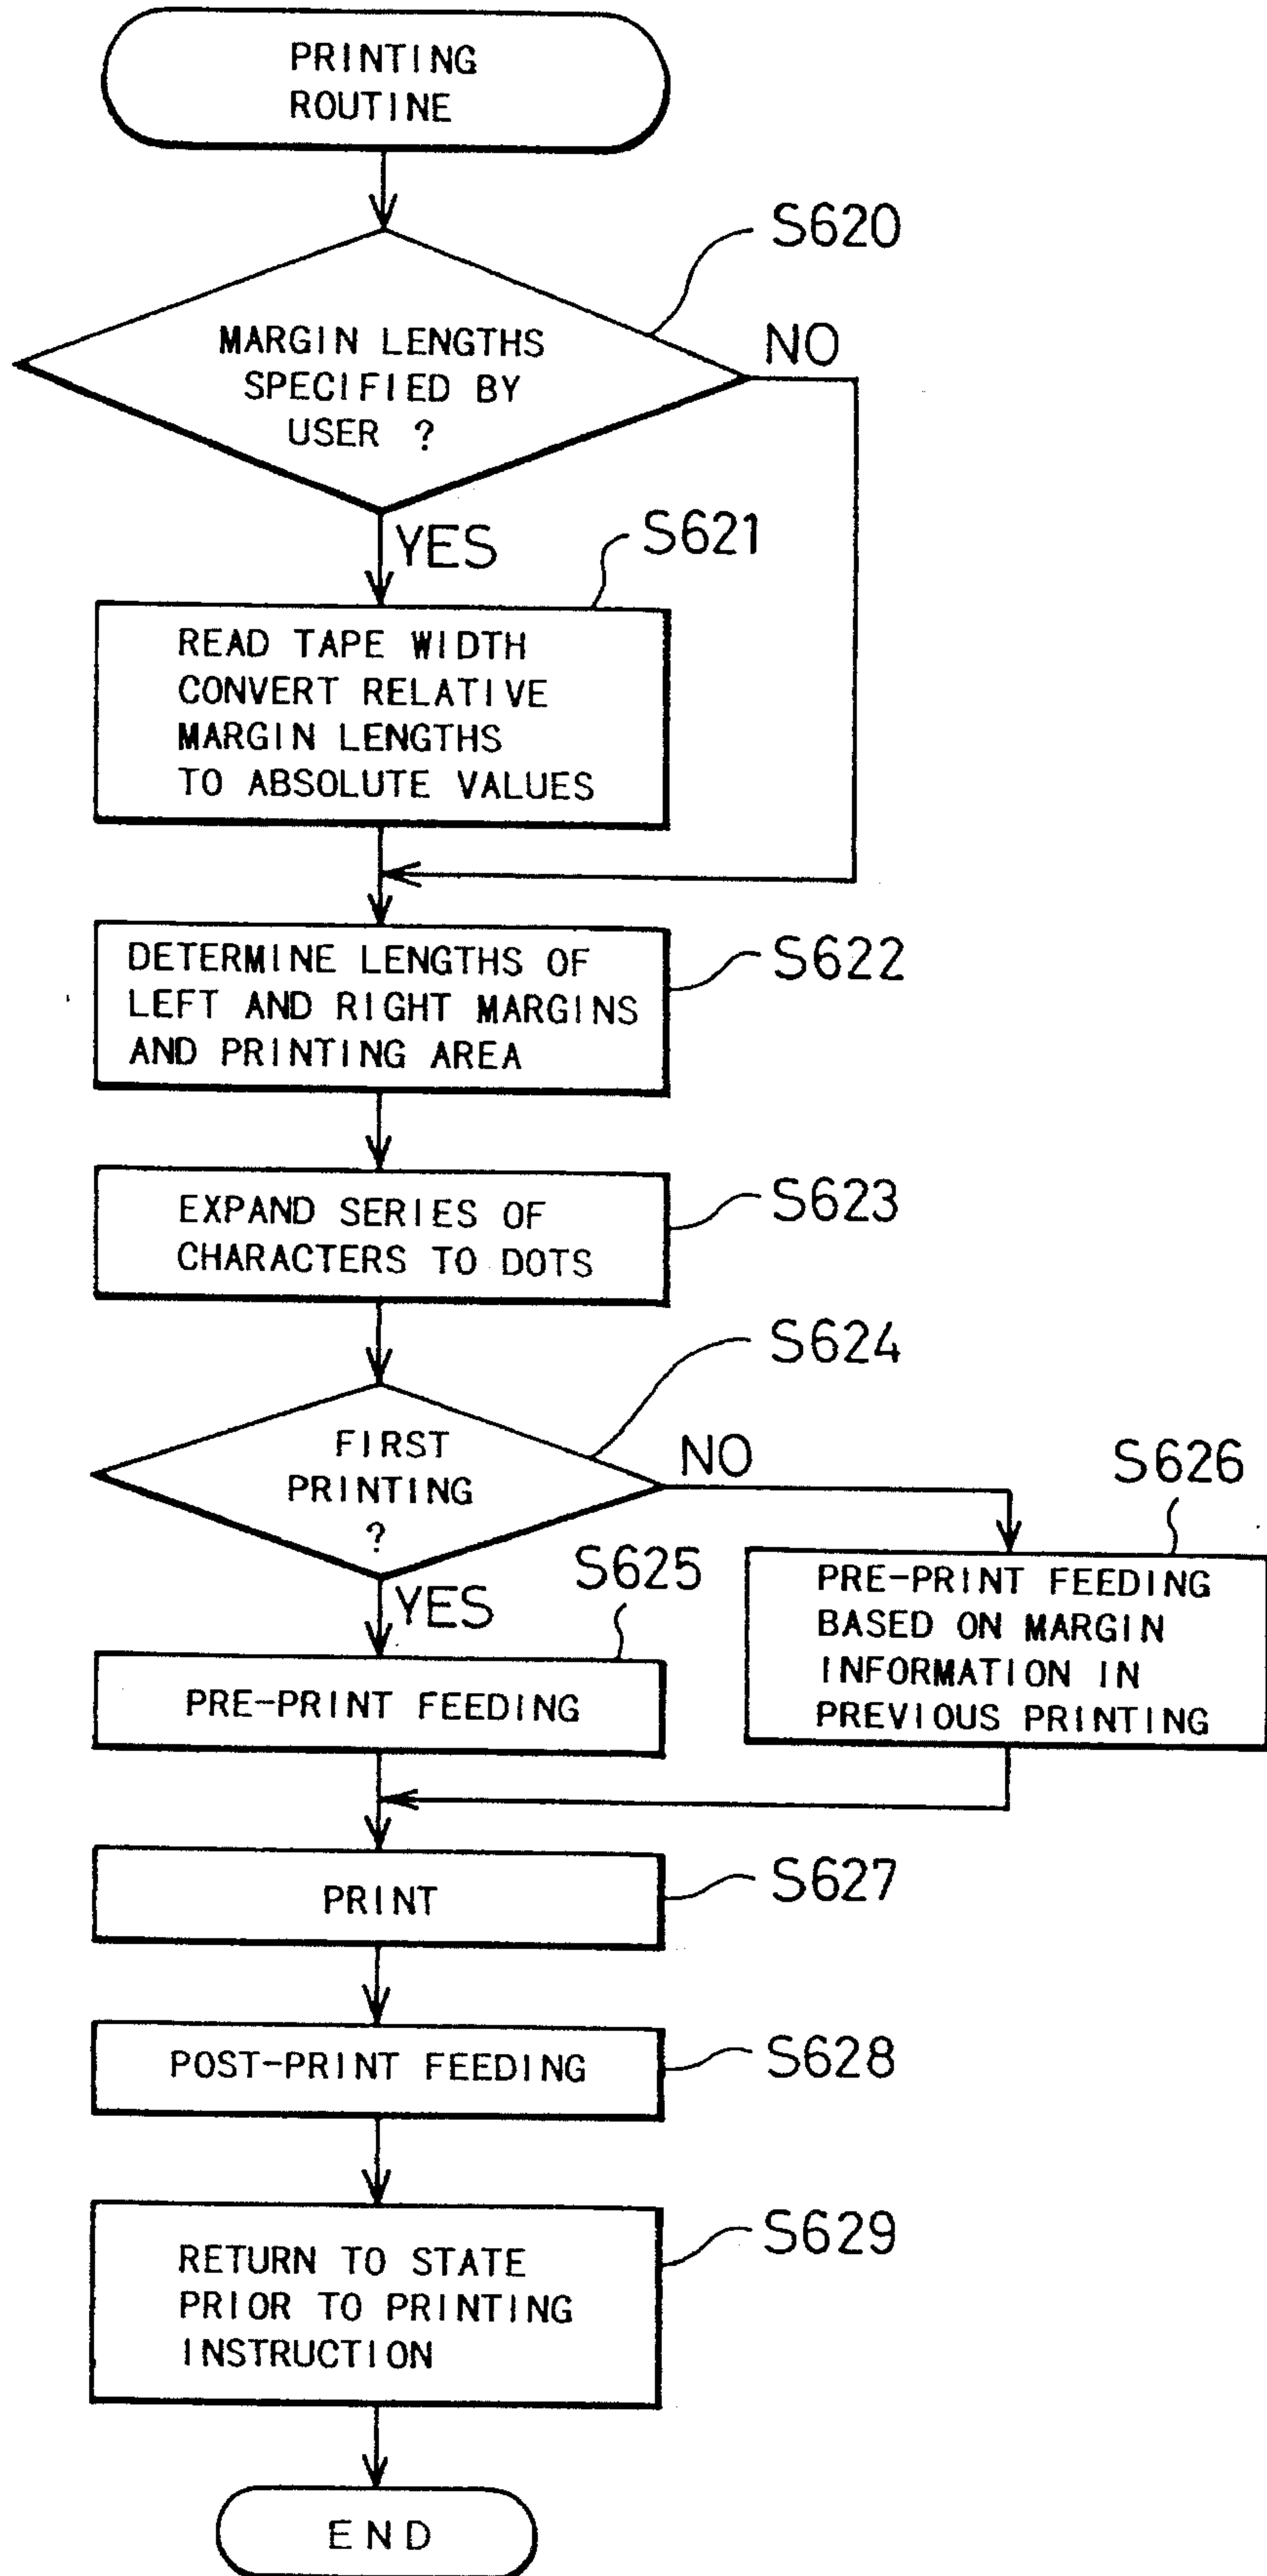 PRINTING
ROUTINE
S620
MARGIN LENGTHS
SPECIFIED BY
USER ?
NO
YES
S621
READ TAPE WIDTH
CONVERT RELATIVE
MARGIN LENGTHS
TO ABSOLUTE VALUES
S622
DETERMINE LENGTHS OF
LEFT AND RIGHT MARGINS
AND PRINTING AREA
S623
EXPAND SERIES OF
CHARACTERS TO DOTS
S624
FIRST
PRINTING
?
NO
YES
S625
PRE-PRINT FEEDING
S626
PRE-PRINT FEEDING
BASED ON MARGIN
INFORMATION IN
PREVIOUS PRINTING
S627
PRINT
S628
POST-PRINT FEEDING
S629
RETURN TO STATE
PRIOR TO PRINTING
INSTRUCTION
END